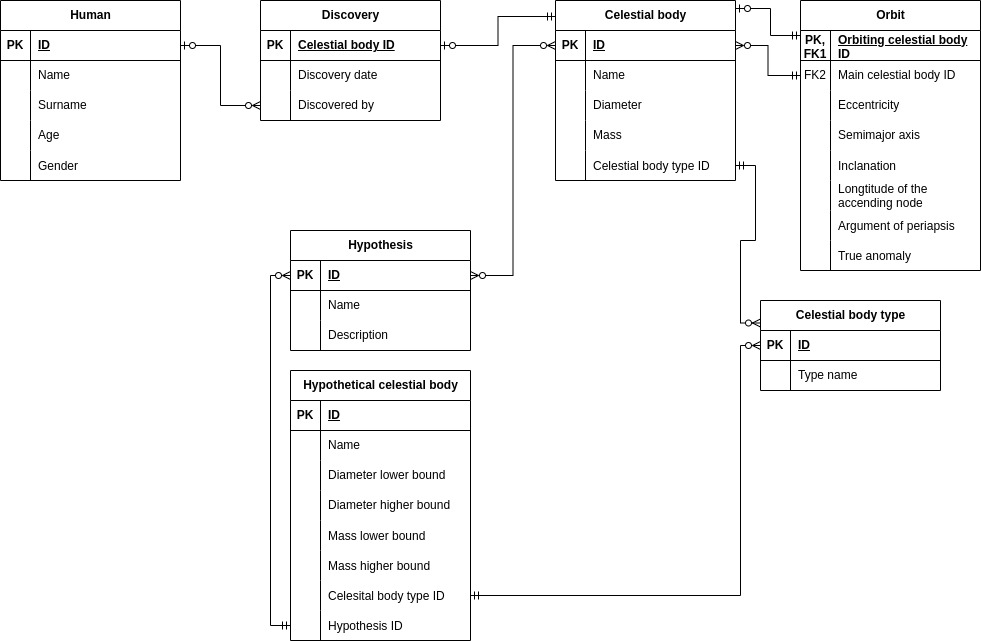 Human
PK ID
Name
Surname
Age
Gender
Discovery
PK Celestial body ID
Discovery date
Discovered by
Celestial body
PK ID
Name
Diameter
Mass
Celestial body type ID
Orbit
PK, FK1
Orbiting celestial body
ID
FK2 Main celestial body ID
Eccentricity
Semimajor axis
Inclanation
Longtitude of the
accending node
Argument of periapsis
True anomaly
Hypothesis
PK ID
Name
Description
Celestial body type
PK ID
Type name
Hypothetical celestial body
PK ID
Name
Diameter lower bound
Diameter higher bound
Mass lower bound
Mass higher bound
Celesital body type ID
Hypothesis ID